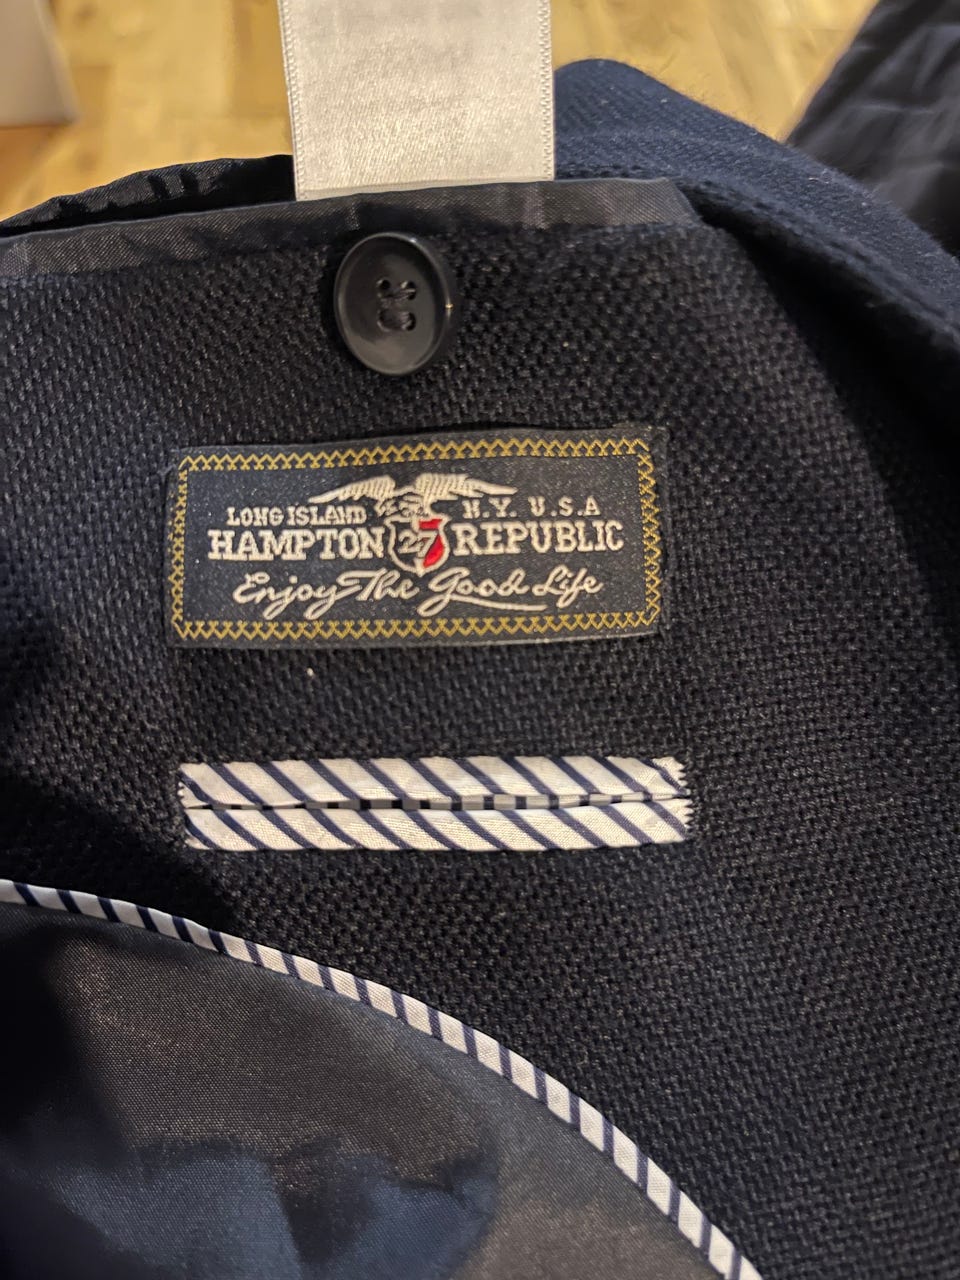 LONG ISLAND N.Y. U.S.A
HAMPTON 27 REPUBLIC
Enjoy The Good Life